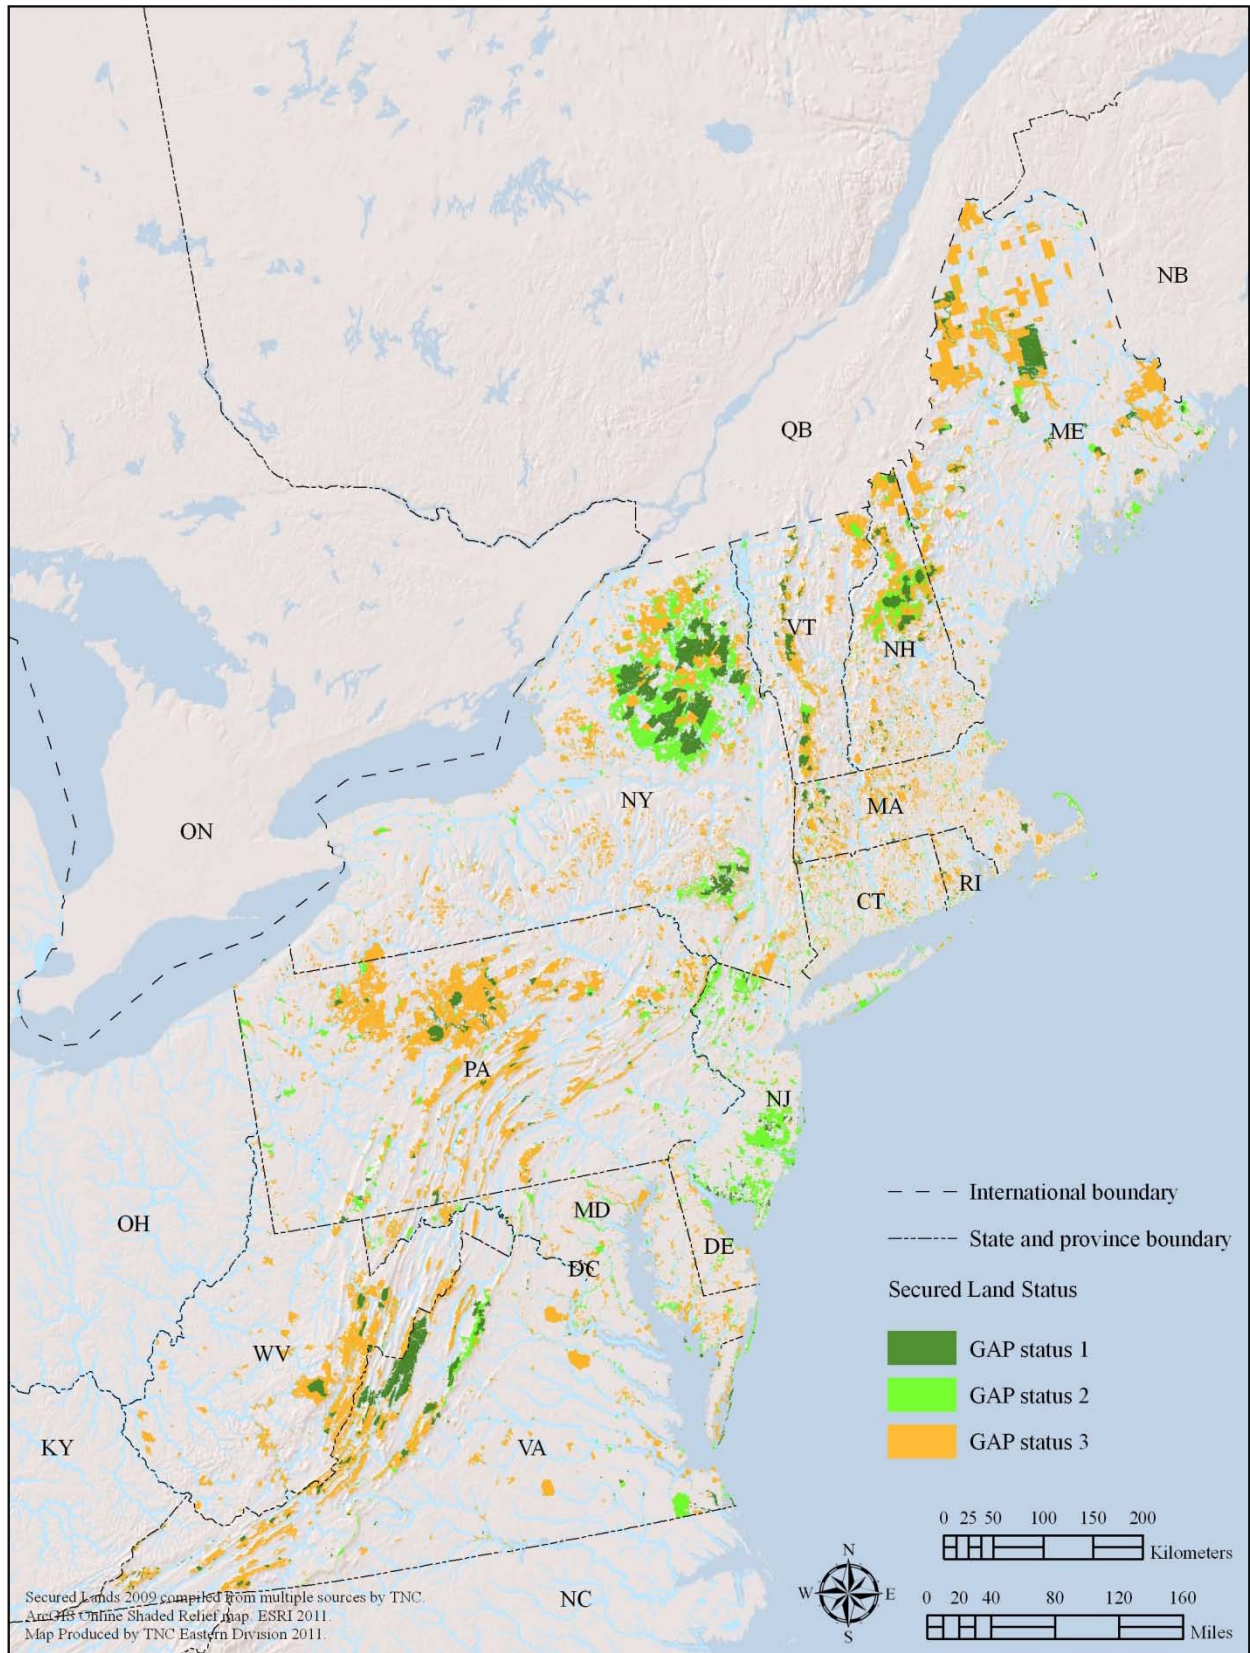 NB
ME
QB
VT
NH
NY
MA
ON
CT
RI
PA
NJ
OH
MD
DE
DC
WV
KY
VA
NC
International boundary
State and province boundary
Secured Land Status
GAP status 1
GAP status 2
GAP status 3
0 25 50 100 150 200
Kilometers
0 20 40 80 120 160
Miles
N
W E
S
Secured Lands 2009 compiled from multiple sources by TNC.
ArcGIS Online Shaded Relief map. ESRI 2011.
Map Produced by TNC Eastern Division 2011.